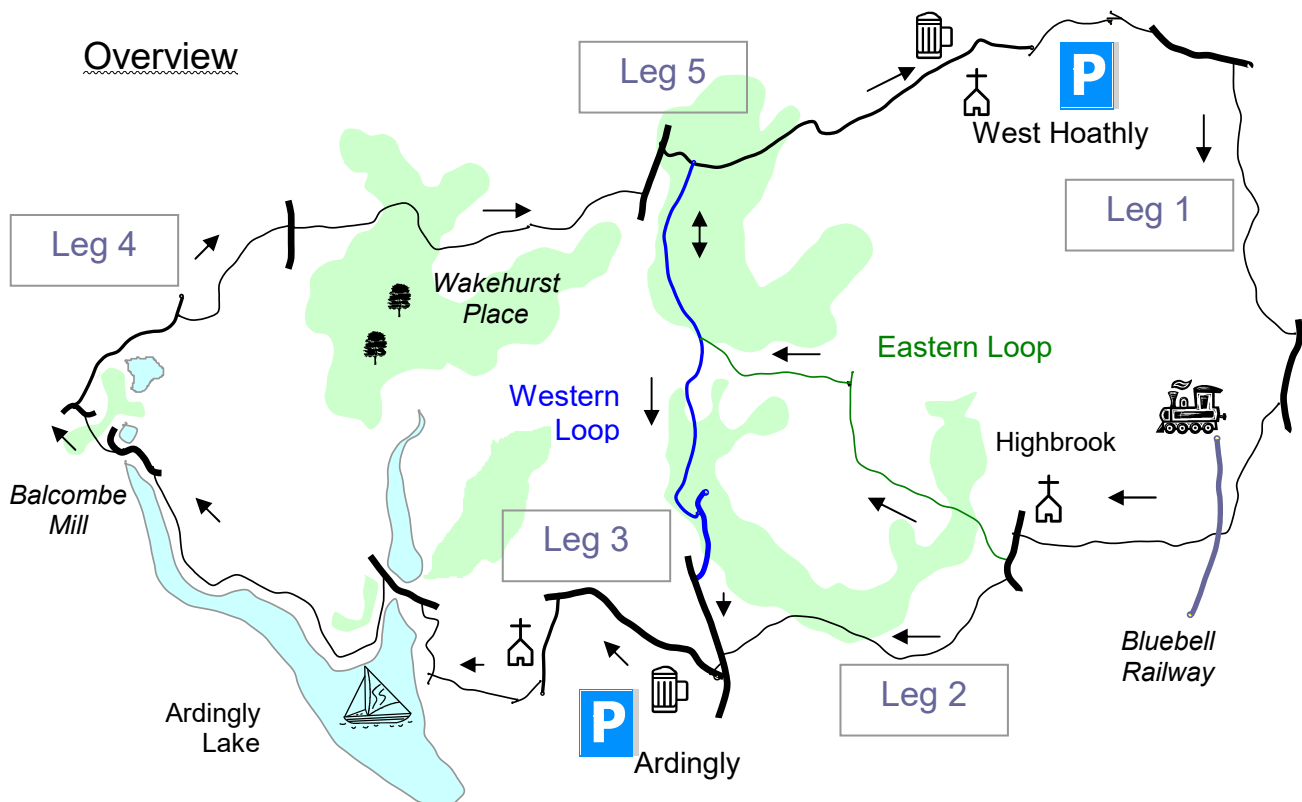 Overview
Leg 5
P
West Hoathly
Leg 1
Leg 4
Wakehurst
Place
Eastern Loop
Western
Loop
Highbrook
Balcombe
Mill
Leg 3
Bluebell
Railway
Leg 2
Ardingly
Lake
P
Ardingly